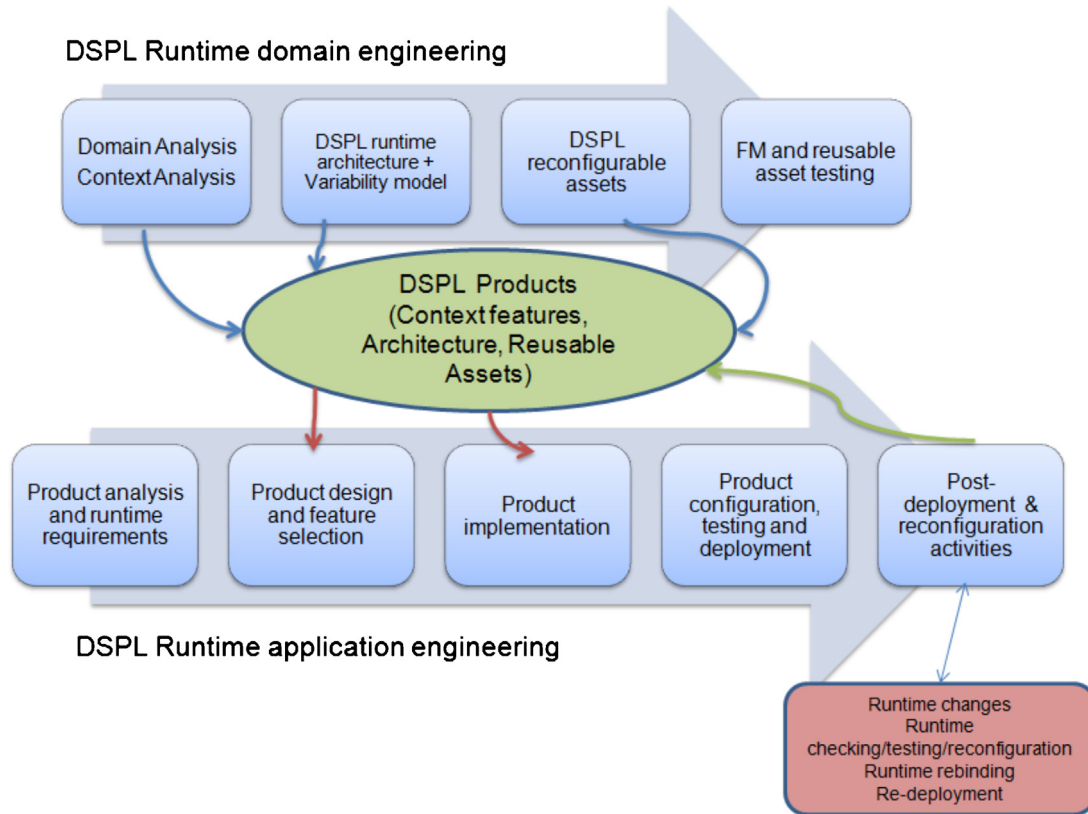 DSPL Runtime domain engineering
Domain Analysis
Context Analysis
DSPL runtime
architecture +
Variability model
DSPL
reconfigurable
assets
FM and reusable
asset testing
DSPL Products
(Context features,
Architecture, Reusable
Assets)
Product analysis
and runtime
requirements
Product design
and feature
selection
Product
implementation
Product
configuration,
testing and
deployment
Post-
deployment &
reconfiguration
activities
DSPL Runtime application engineering
Runtime changes
Runtime
checking/testing/reconfiguration
Runtime rebinding
Re-deployment